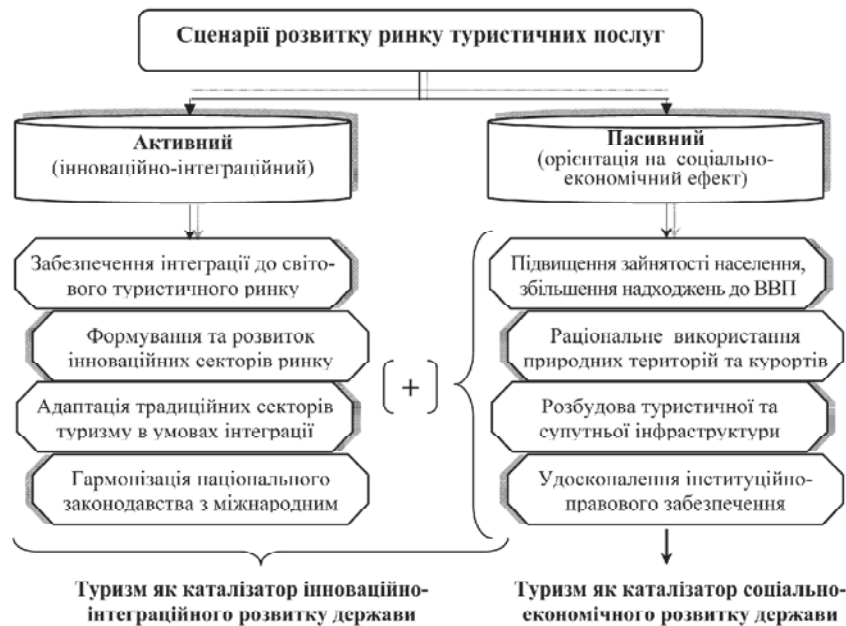 Сценарії розвитку ринку туристичних послуг
Активний
(інноваційно-інтеграційний)
Пасивний
(орієнтація на соціально-
економічний ефект)
Забезпечення інтеграції до світо-
вого туристичного ринку
Формування та розвиток
інноваційних секторів ринку
Адаптація традиційних секторів
туризму в умовах інтеграції
Гармонізація національного
законодавства з міжнародним
[+]
Підвищення зайнятості населення,
збільшення надходжень до ВВП
Раціональне використання
природних територій та курортів
Розбудова туристичної та
супутньої інфраструктури
Удосконалення інституційно-
правового забезпечення
Туризм як каталізатор інноваційно-
інтеграційного розвитку держави
Туризм як каталізатор соціально-
економічного розвитку держави